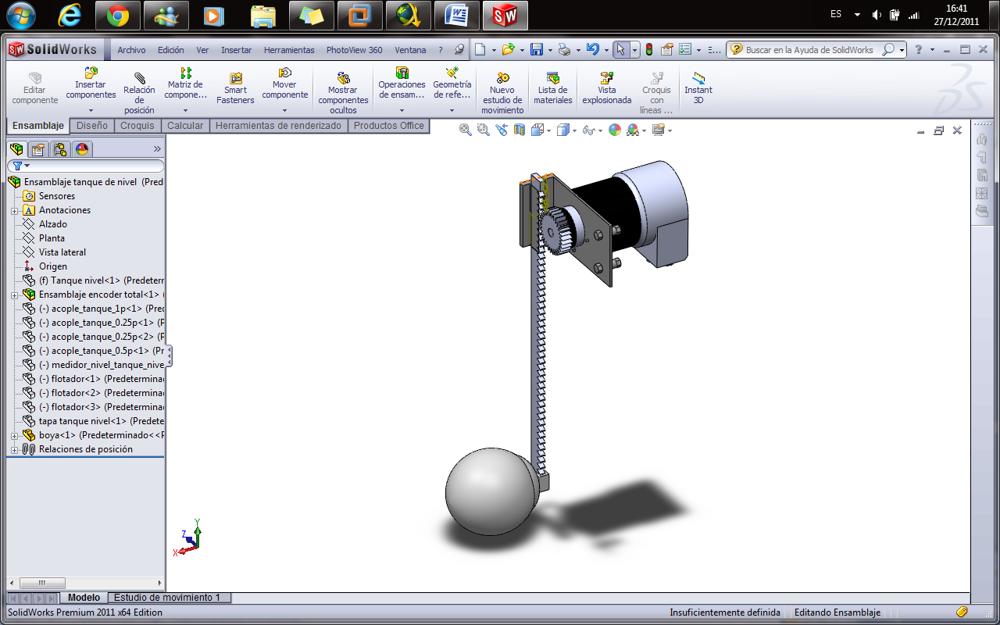 ES
16:41
27/12/2011
SolidWorks
Archivo Edición Ver Insertar Herramientas PhotoView 360 Ventana ?
E...
Buscar en la Ayuda de SolidWorks
?
Editar
componente
Insertar
componentes
Relación
de
posición
Matriz de
compone...
Smart
Fasteners
Mover
componente
Mostrar
componentes
ocultos
Operaciones
de ensam...
Geometría
de refe...
Nuevo
estudio de
movimiento
Lista de
materiales
Vista
explosionada
Croquis
con
líneas ...
Instant
3D
Ensamblaje Diseño Croquis Calcular Herramientas de renderizado Productos Office
Ensamblaje tanque de nivel (Pred
Sensores
Anotaciones
Alzado
Planta
Vista lateral
Origen
(f) Tanque nivel<1> (Predeterr
Ensamblaje encoder total<1> (
(-) acople_tanque_1p<1> (Pred
(-) acople_tanque_0.25p<1> (P
(-) acople_tanque_0.25p<2> (P
(-) acople_tanque_0.5p<1> (Pr
(-) medidor_nivel_tanque_nive
(-) flotador<1> (Predeterminad
(-) flotador<2> (Predeterminad
(-) flotador<3> (Predeterminad
tapa tanque nivel<1> (Predete
boya<1> (Predeterminado<<P
Relaciones de posición
Y
Z
X
Modelo Estudio de movimiento 1
SolidWorks Premium 2011 x64 Edition
Insuficientemente definida Editando Ensamblaje